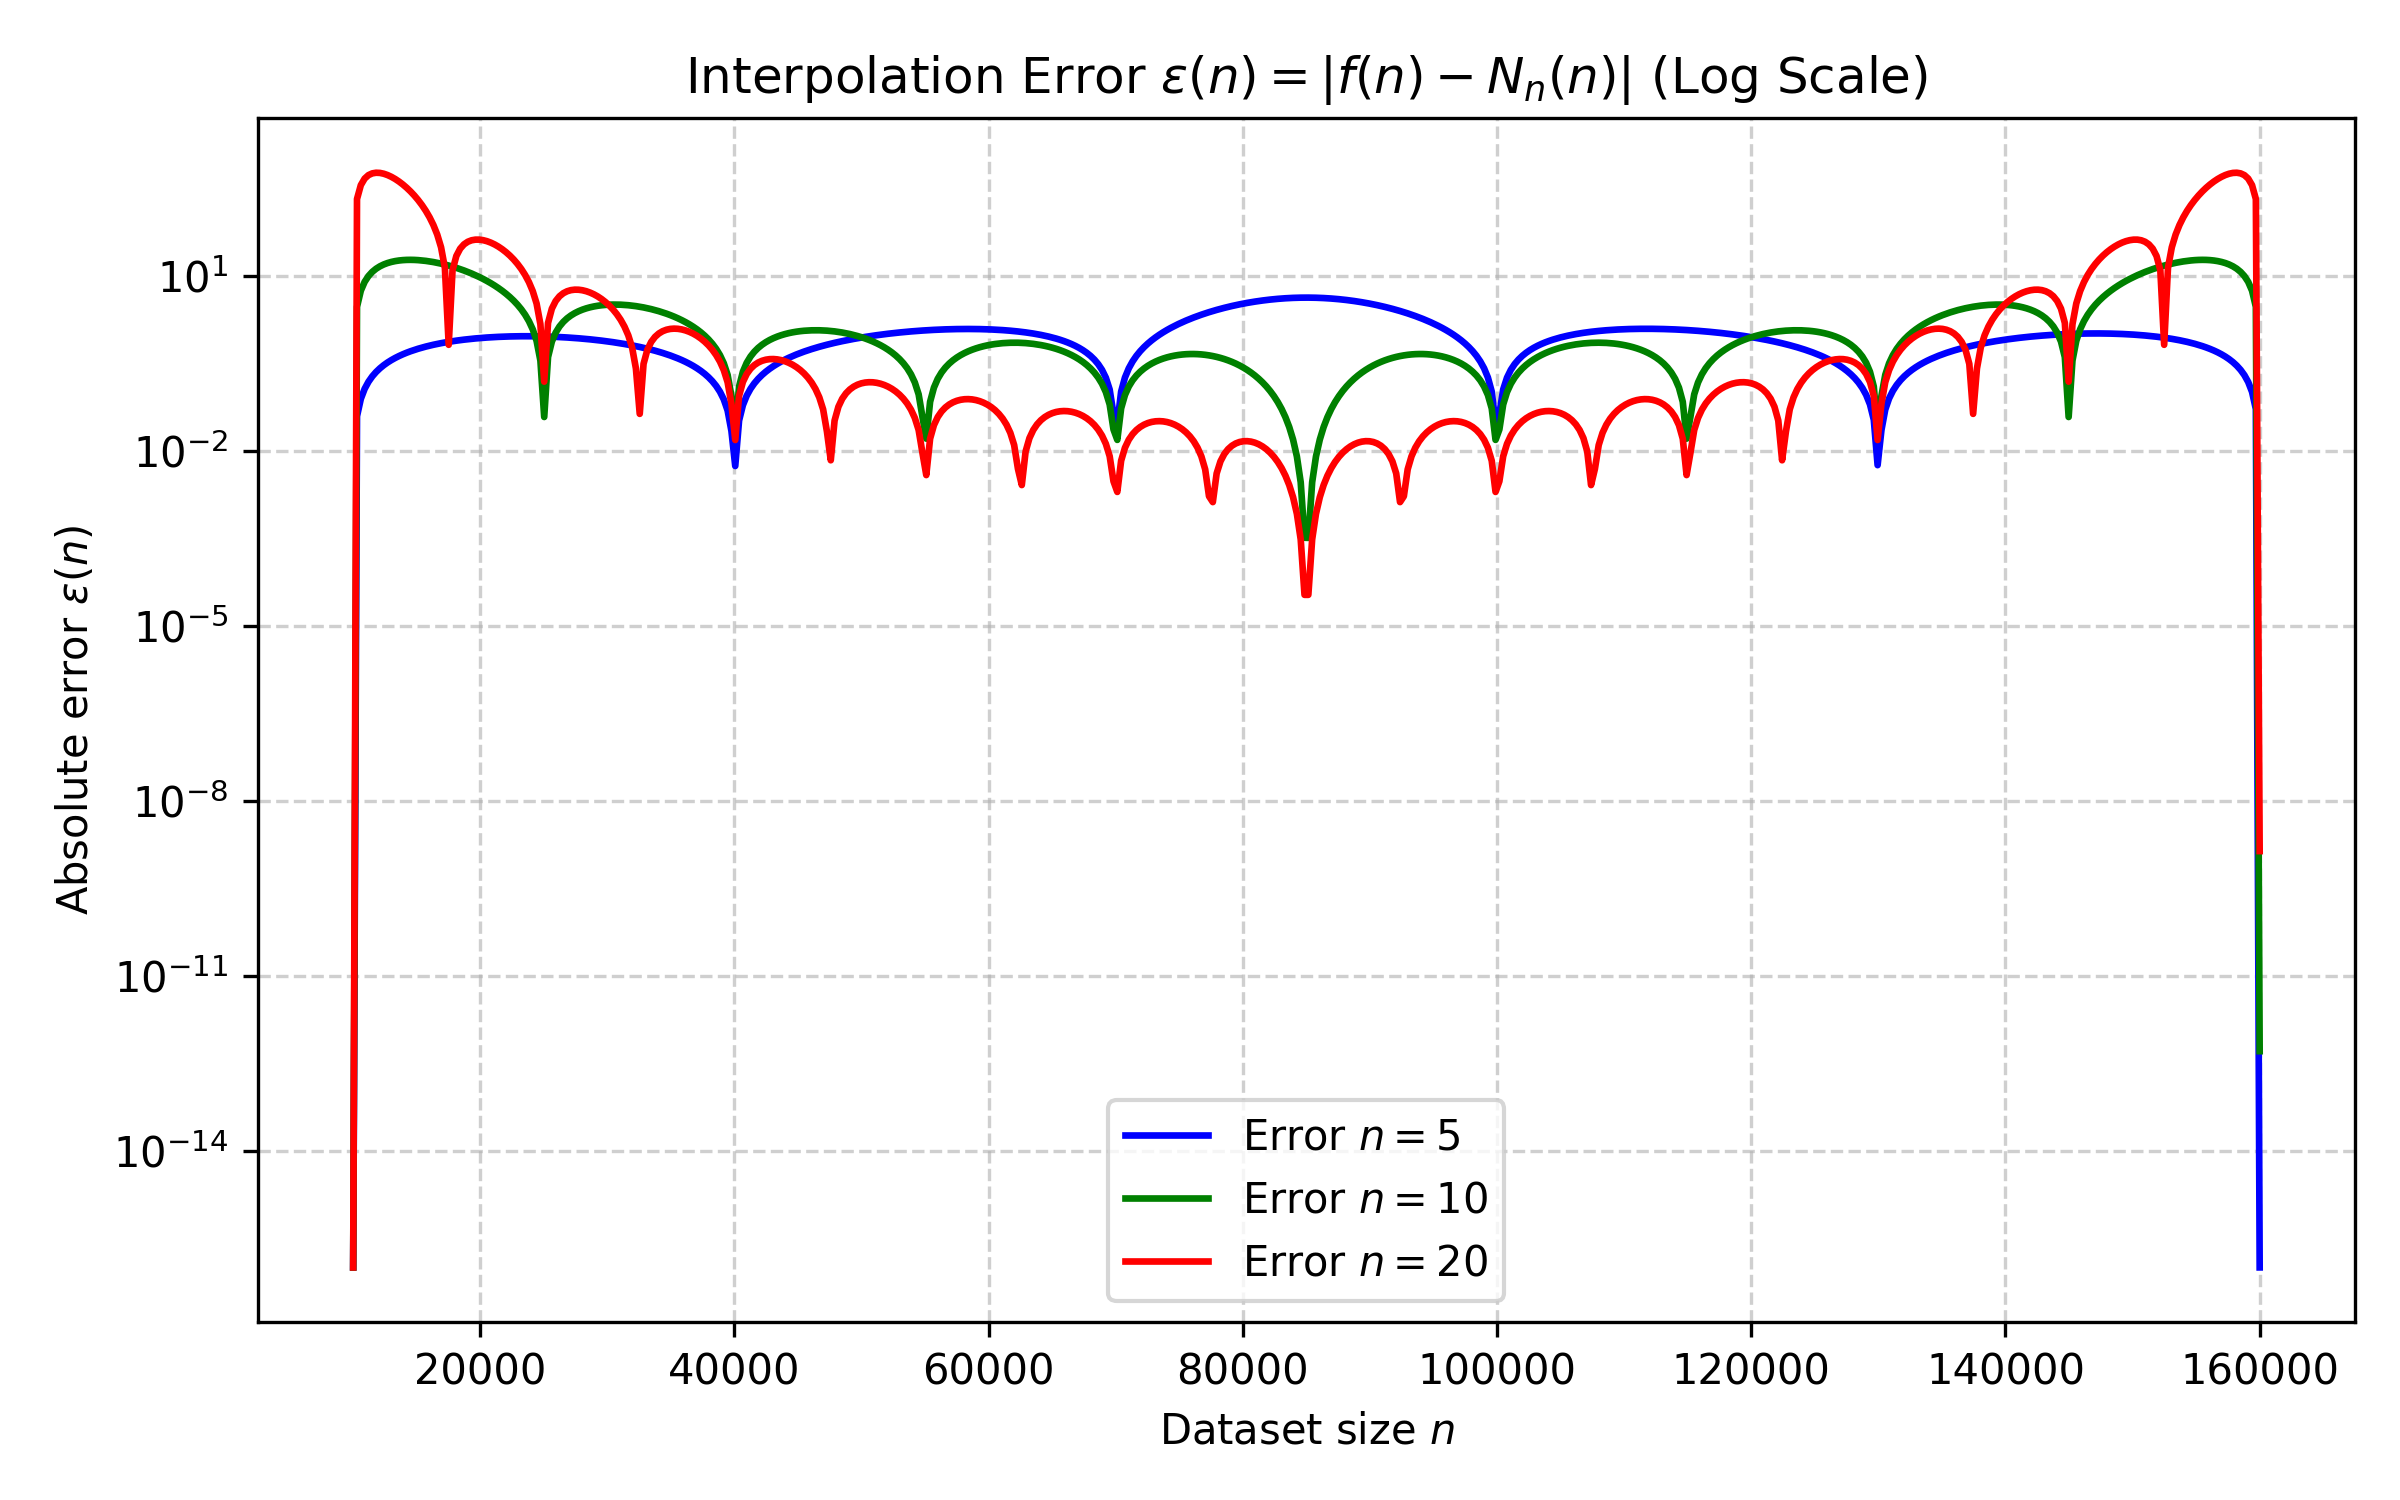 Interpolation Error ε(n) = |f(n) − Nₙ(n)| (Log Scale)
Absolute error ε(n)
10¹
10⁻²
10⁻⁵
10⁻⁸
10⁻¹¹
10⁻¹⁴
Error n = 5
Error n = 10
Error n = 20
20000 40000 60000 80000 100000 120000 140000 160000
Dataset size n